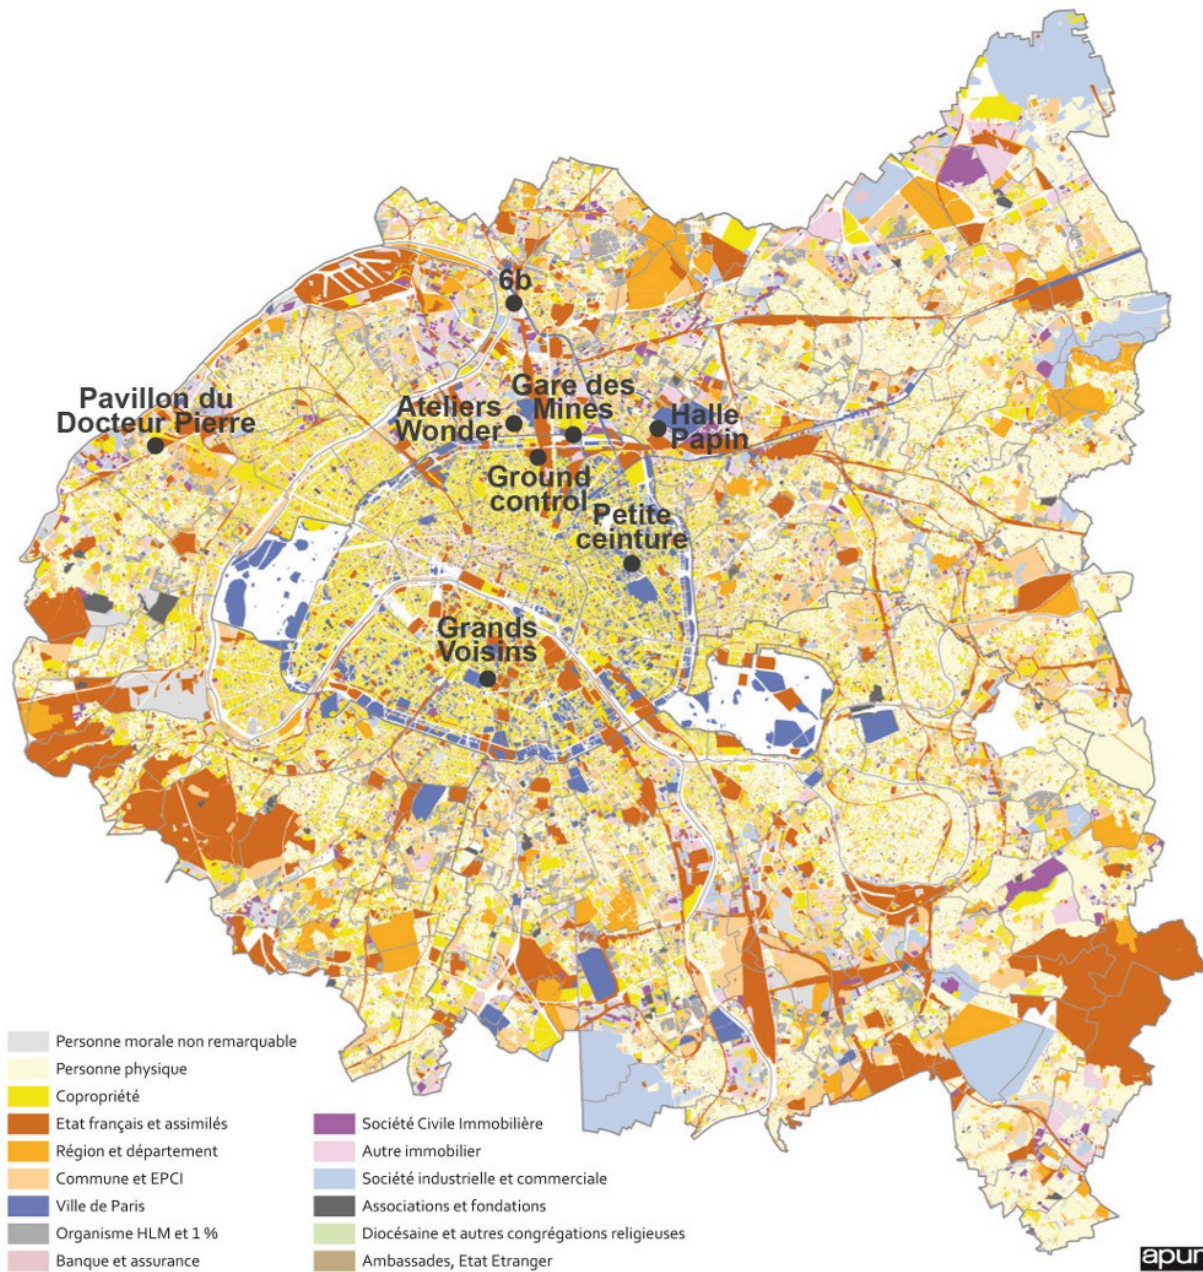 6b
Pavillon du
Docteur Pierre
Ateliers
Wonder
Gare des
Mines
Halle
Papin
Ground
control
Petite
ceinture
Grands
Voisins
Personne morale non remarquable
Personne physique
Copropriété
Etat français et assimilés
Région et département
Commune et EPCI
Ville de Paris
Organisme HLM et 1 %
Banque et assurance
Société Civile Immobilière
Autre immobilier
Société industrielle et commerciale
Associations et fondations
Diocésaine et autres congrégations religieuses
Ambassades, Etat Etranger
apur